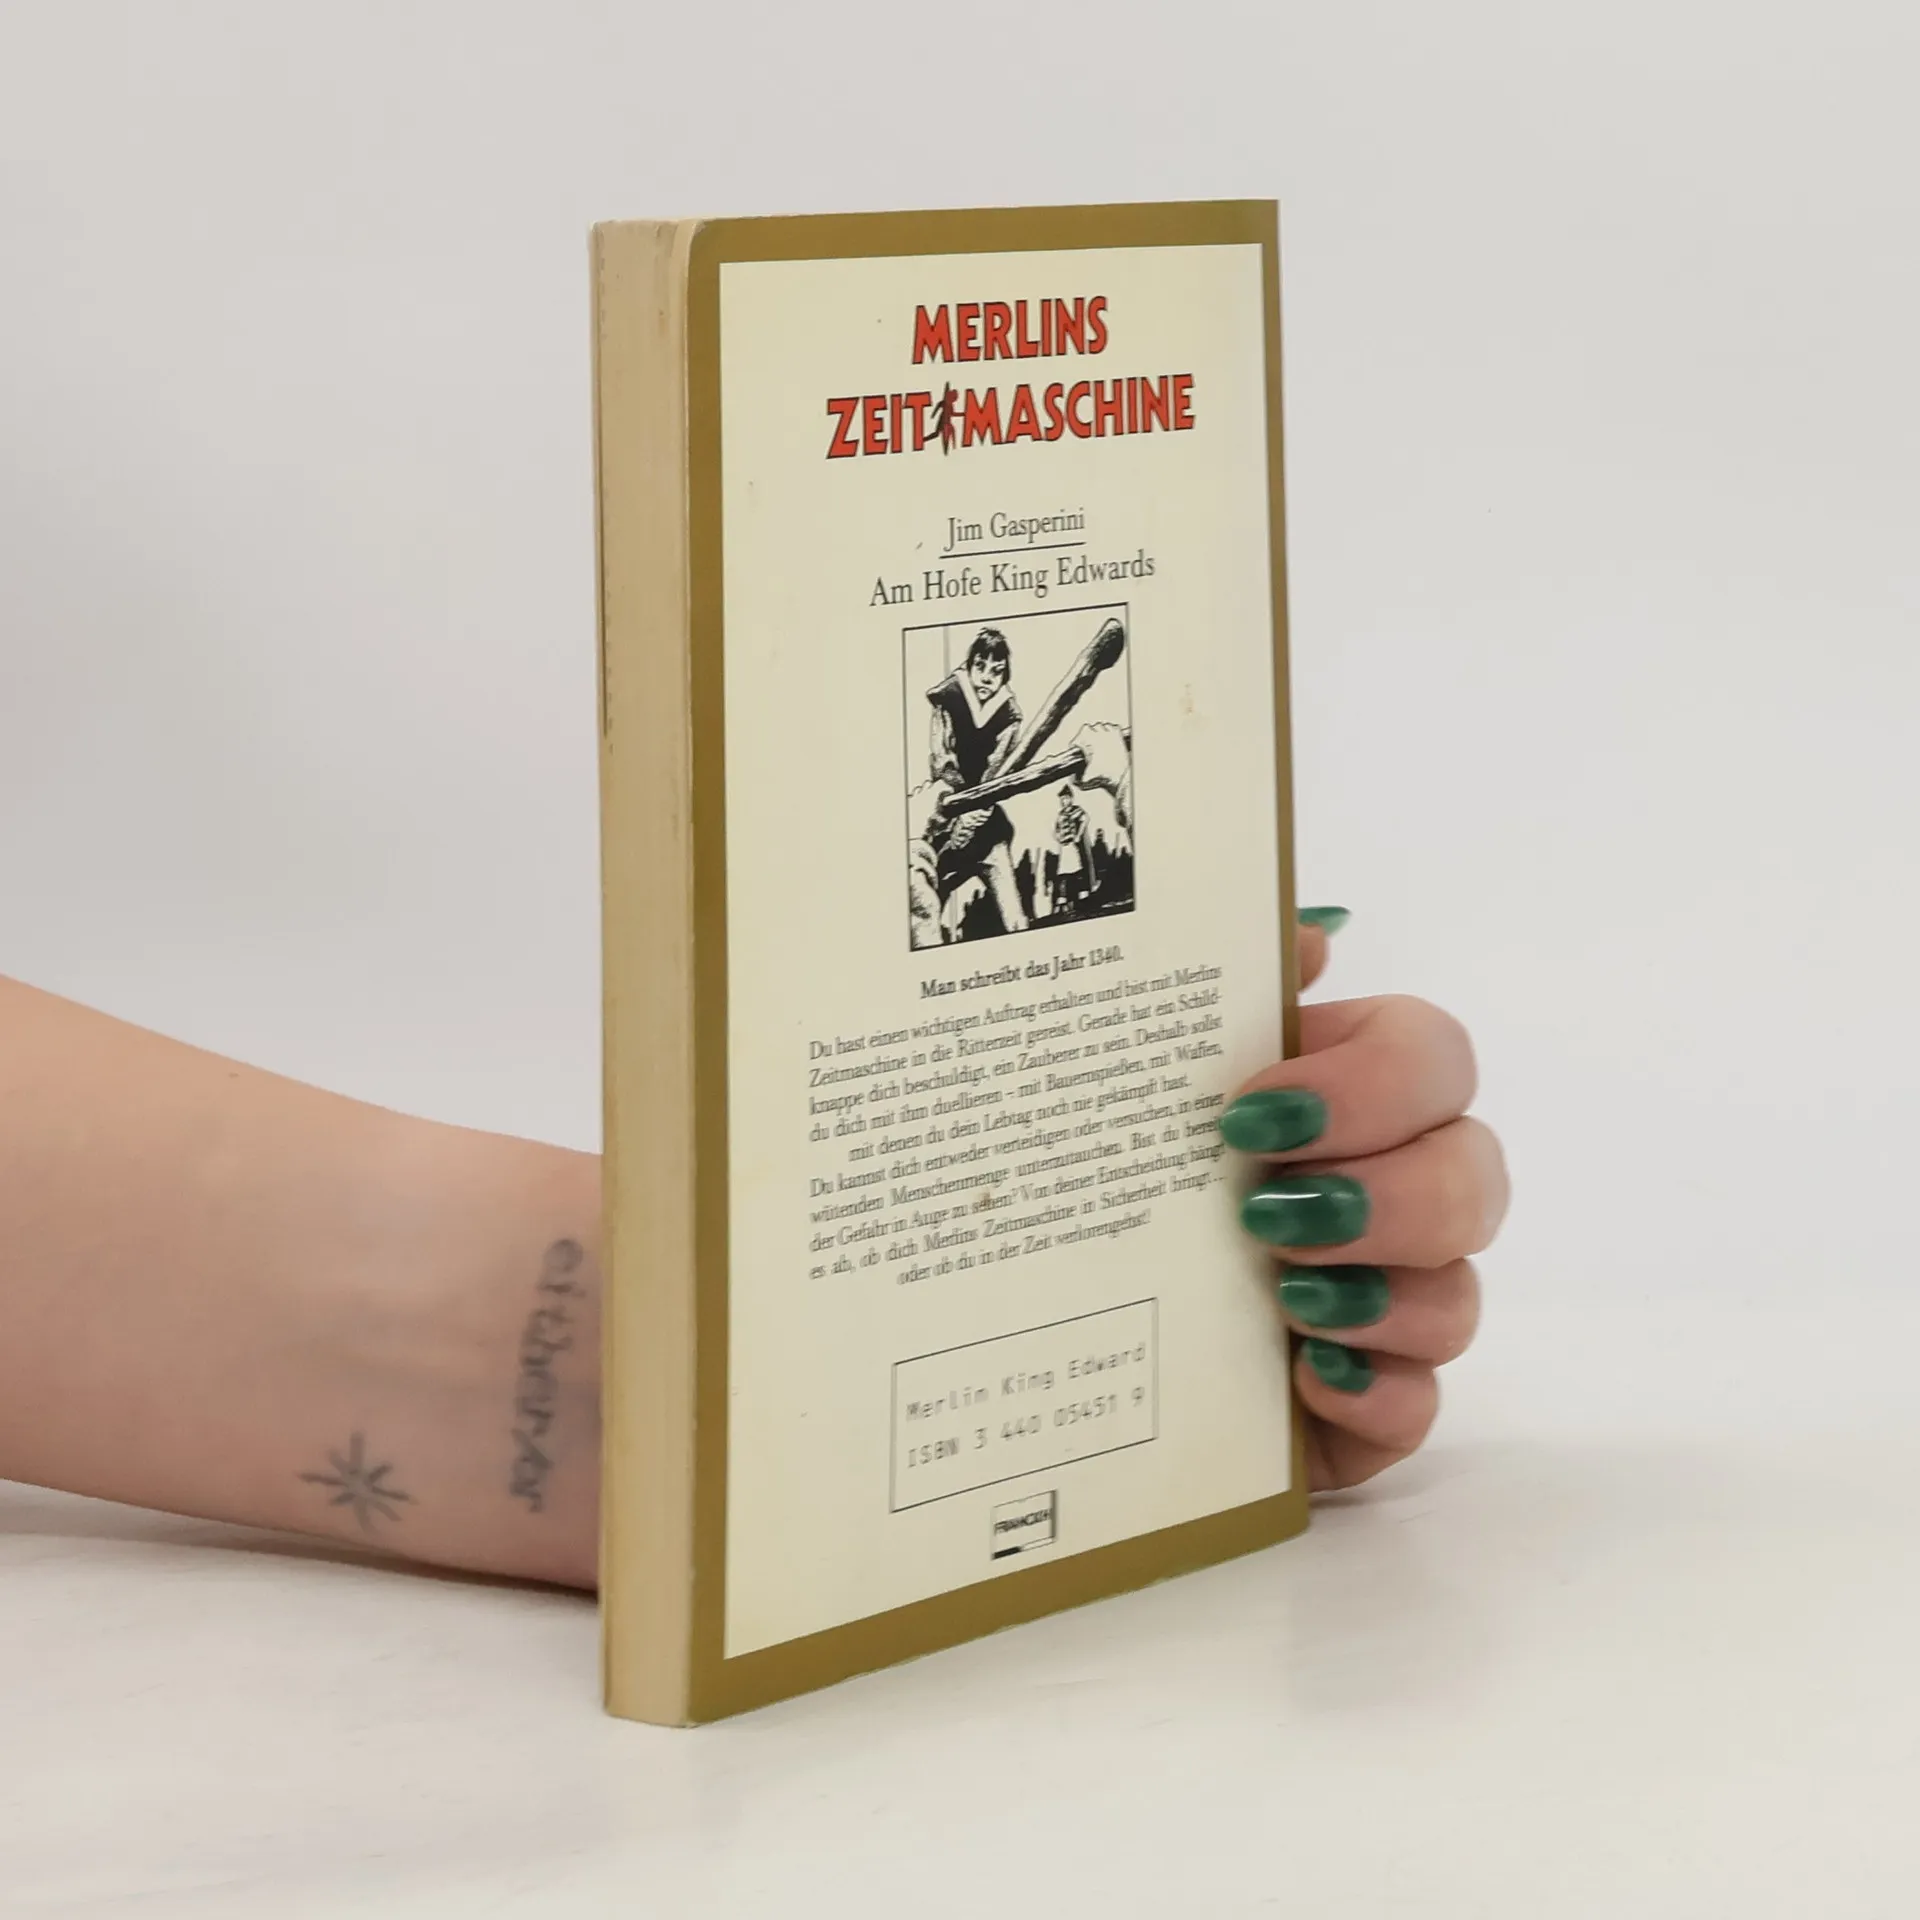 MERLINS
ZEIT MASCHINE
Jim Gasperini
Am Hofe King Edwards
Man schreibt das Jahr 1340.
Du hast einen wichtigen Auftrag erhalten und bist mit Merlins
Zeitmaschine in die Ritterzeit gereist. Gerade hat ein Schild-
knappe dich beschuldigt, ein Zauberer zu sein. Deshalb sollst
du dich mit ihm duellieren – mit Bauernspießen, mit Waffen,
mit denen du dein Lebtag noch nie gekämpft hast.
Du kannst dich entweder verteidigen oder versuchen, in einer
wütenden Menschenmenge unterzutauchen. Bist du bereit
der Gefahr in Auge zu sehen? Von deiner Entscheidung hängt
es ab, ob dich Merlins Zeitmaschine in Sicherheit bringt ...
oder ob du in der Zeit verlorengehst!
Merlin King Edward
ISBN 3 440 05451 9
FRANCKH